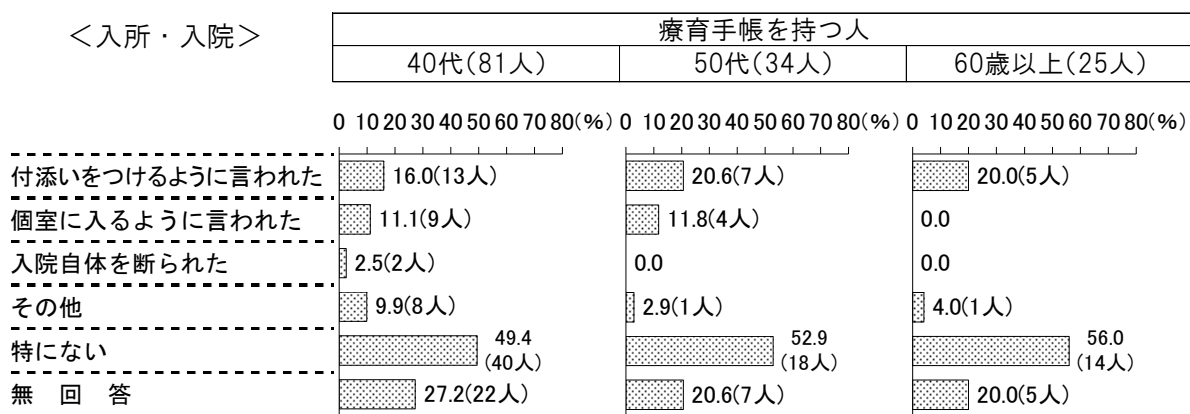 ＜入所・入院＞
療育手帳を持つ人
40代(81人) 50代(34人) 60歳以上(25人)
0 10 20 30 40 50 60 70 80(%) 0 10 20 30 40 50 60 70 80(%) 0 10 20 30 40 50 60 70 80(%)
付添いをつけるように言われた 16.0(13人) 20.6(7人) 20.0(5人)
個室に入るように言われた 11.1(9人) 11.8(4人) 0.0
入院自体を断られた 2.5(2人) 0.0 0.0
その他 9.9(8人) 2.9(1人) 4.0(1人)
特にない 49.4(40人) 52.9(18人) 56.0(14人)
無 回 答 27.2(22人) 20.6(7人) 20.0(5人)